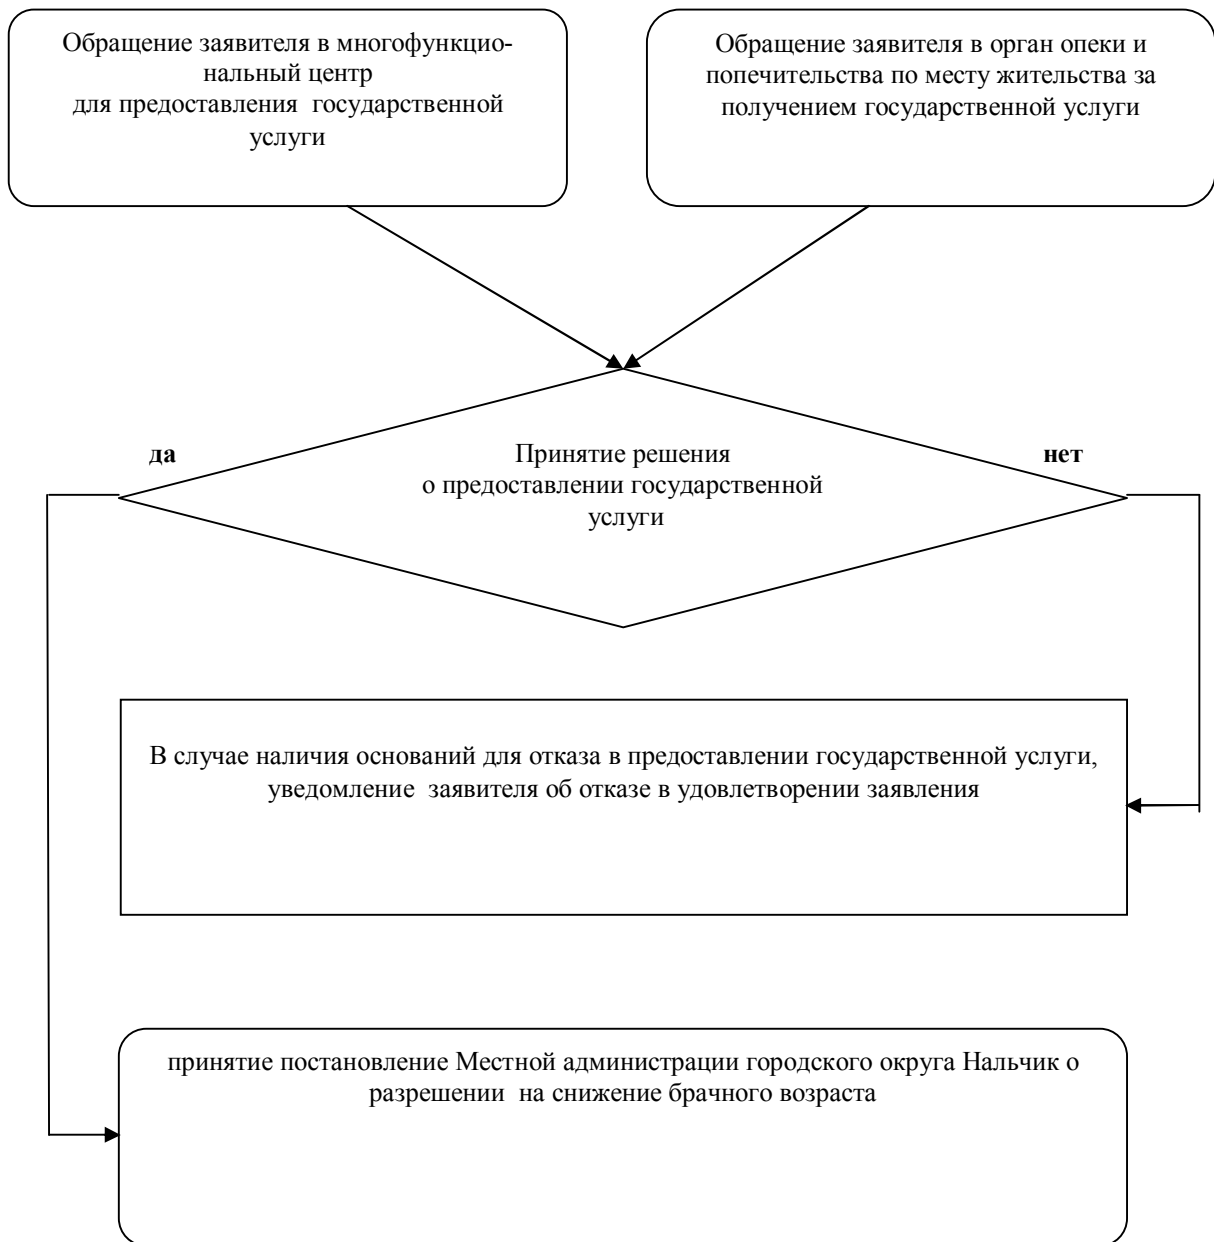 Обращение заявителя в многофункцио-
нальный центр
для предоставления  государственной
услуги
Обращение заявителя в орган опеки и
попечительства по месту жительства за
получением государственной услуги
да
Принятие решения
о предоставлении государственной
услуги
нет
В случае наличия оснований для отказа в предоставлении государственной услуги,
уведомление  заявителя об отказе в удовлетворении заявления
принятие постановление Местной администрации городского округа Нальчик о
разрешении  на снижение брачного возраста